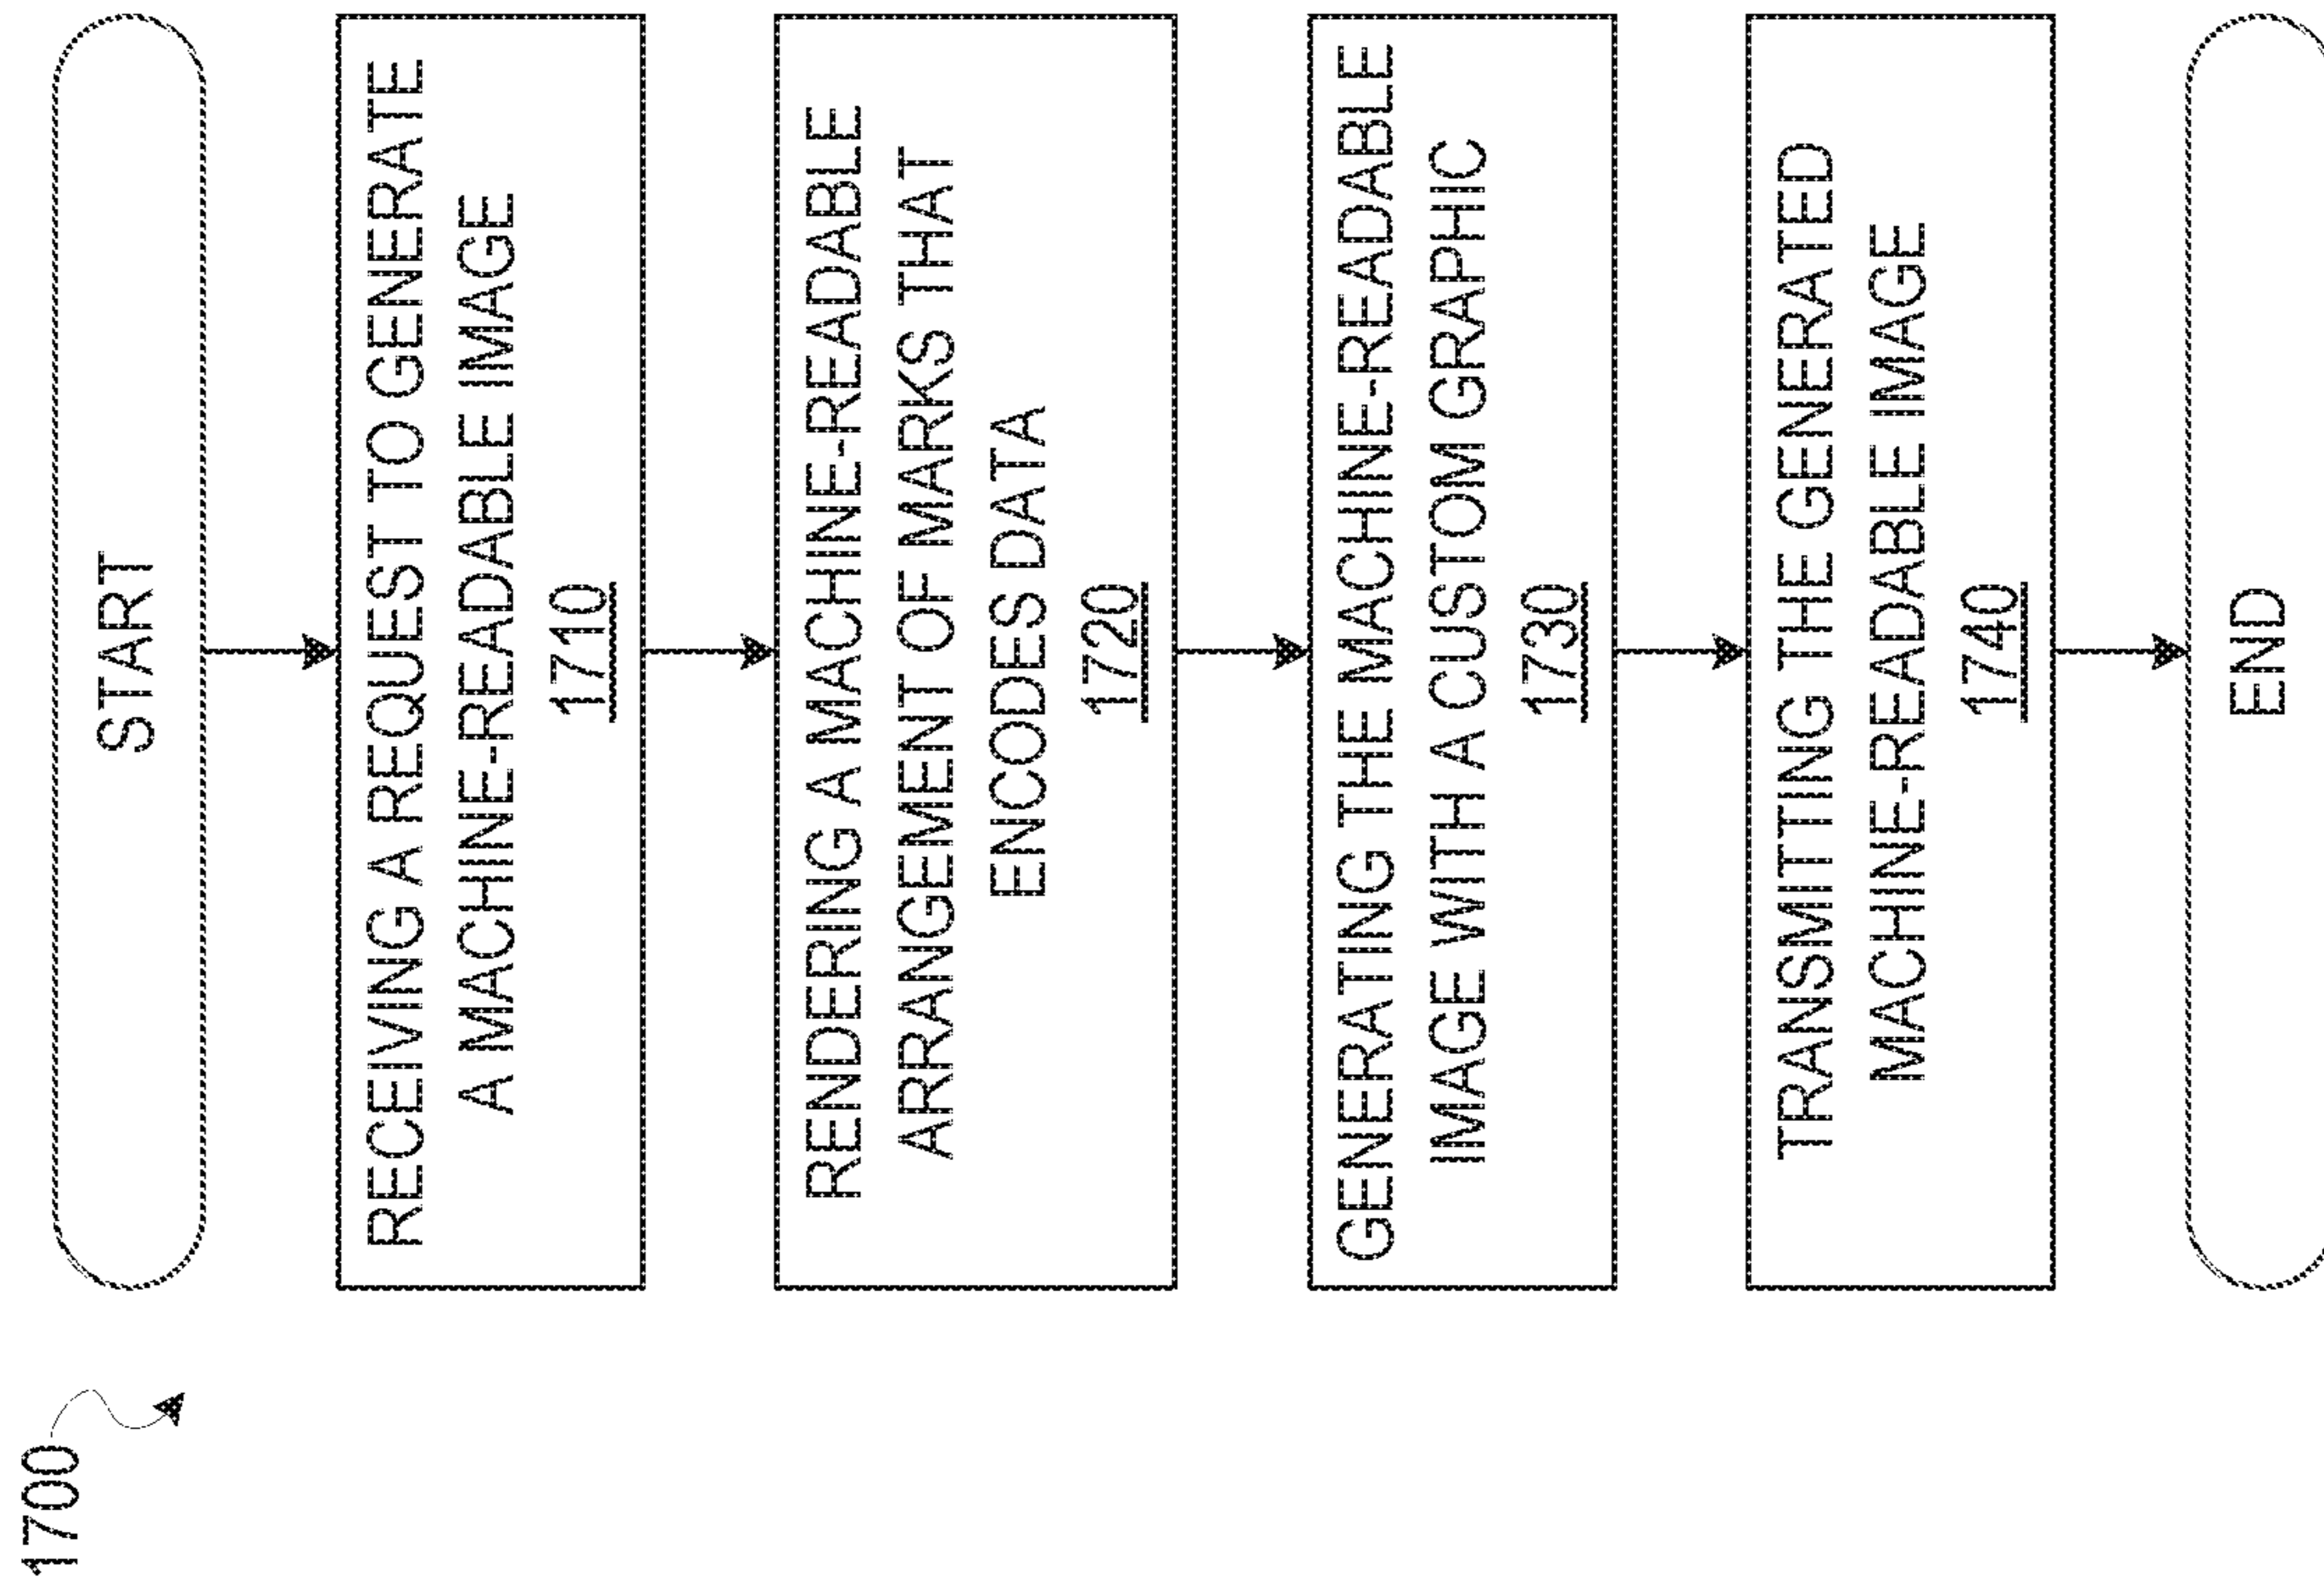 1700
START
RECEIVING A REQUEST TO GENERATE
A MACHINE-READABLE IMAGE
1710
RENDERING A MACHINE-READABLE
ARRANGEMENT OF MARKS THAT
ENCODES DATA
1720
GENERATING THE MACHINE-READABLE
IMAGE WITH A CUSTOM GRAPHIC
1730
TRANSMITTING THE GENERATED
MACHINE-READABLE IMAGE
1740
END